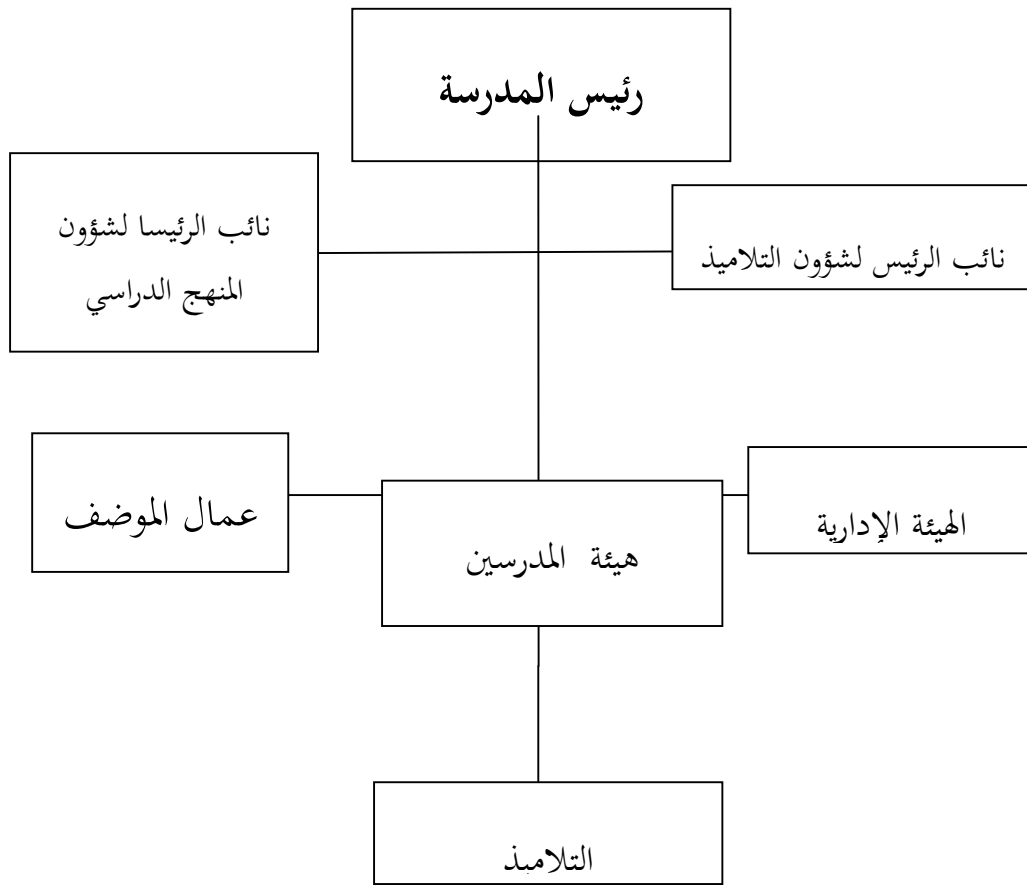 رئيس المدرسة
نائب الرئيس لشؤون التلاميذ
نائب الرئيسا لشؤون
المنهج الدراسي
الهيئة الإدارية
هيئة المدرسين
عمال الموضف
التلاميذ